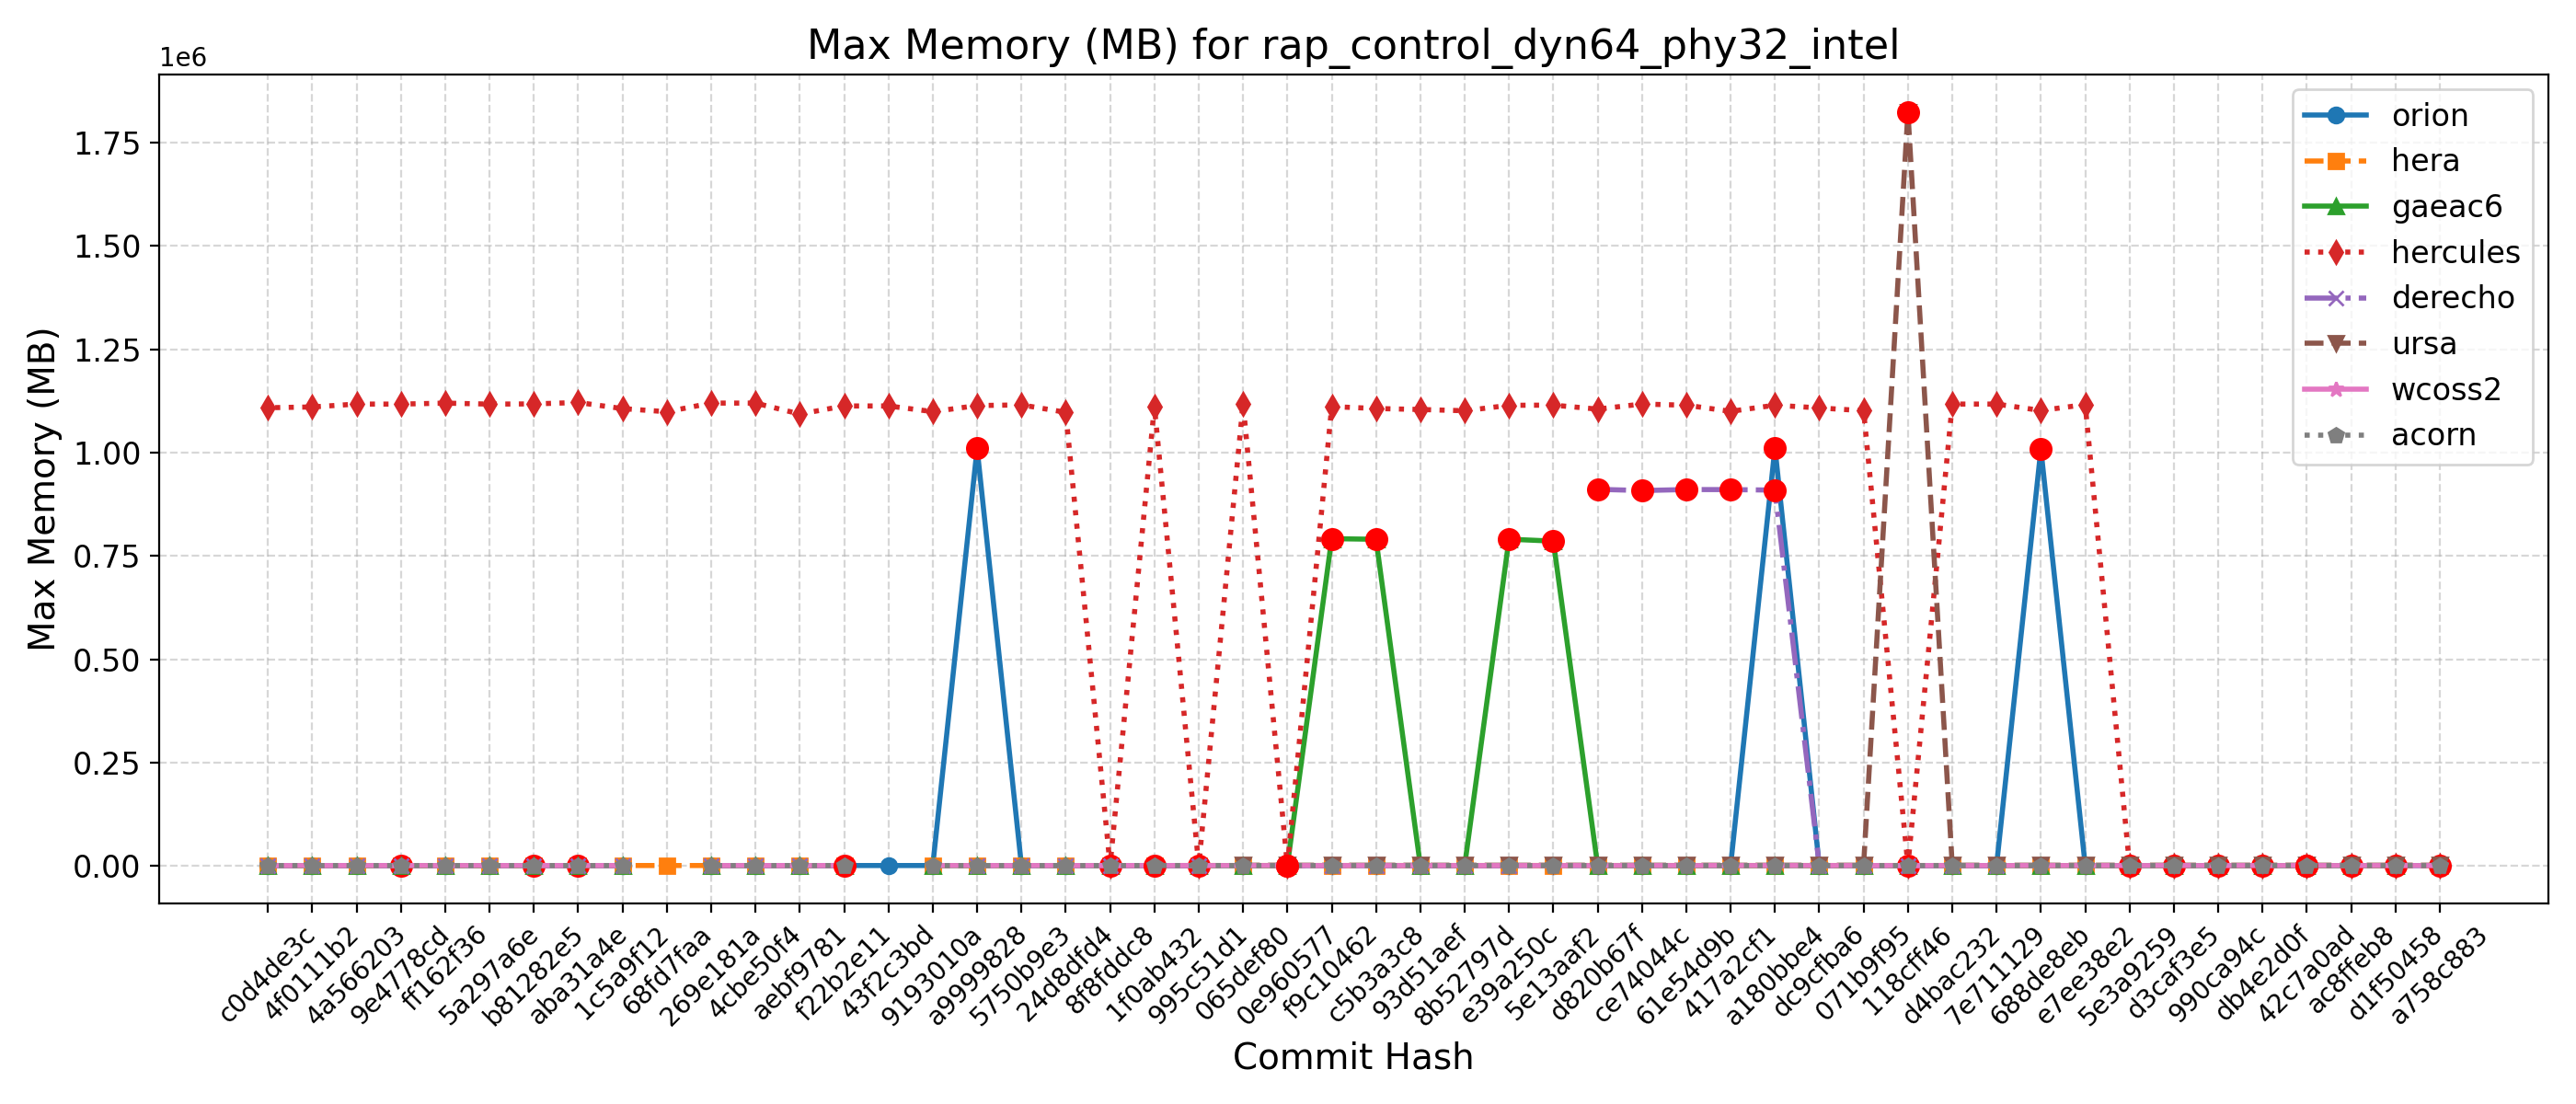 Max Memory (MB) for rap_control_dyn64_phy32_intel
1e6
1.75
1.50
1.25
1.00
0.75
0.50
0.25
0.00
Max Memory (MB)
orion
hera
gaeac6
hercules
derecho
ursa
wcoss2
acorn
c0d4de3c
4f0111b2
4a566203
9e4778cd
ff162f36
5a297a6e
b81282e5
aba31a4e
1c5a9f12
68fd7faa
269e181a
4cbe50f4
aebf9781
f22b2e11
43f2c3bd
9193010a
a9999828
5750b9e3
24d8dfd4
8f8fddc8
1f0ab432
995c51d1
065def80
0e960577
f9c10462
c5b3a3c8
93d51aef
8b52797d
e39a250c
5e13aaf2
d820b67f
ce74044c
61e54d9b
417a2cf1
a180bbe4
dc9cfba6
071b9f95
118cff46
d4bac232
7e711129
688de8eb
e7ee38e2
5e3a9259
d3caf3e5
990ca94c
db4e2d0f
42c7a0ad
ac8ffeb8
d1f50458
a758c883
Commit Hash